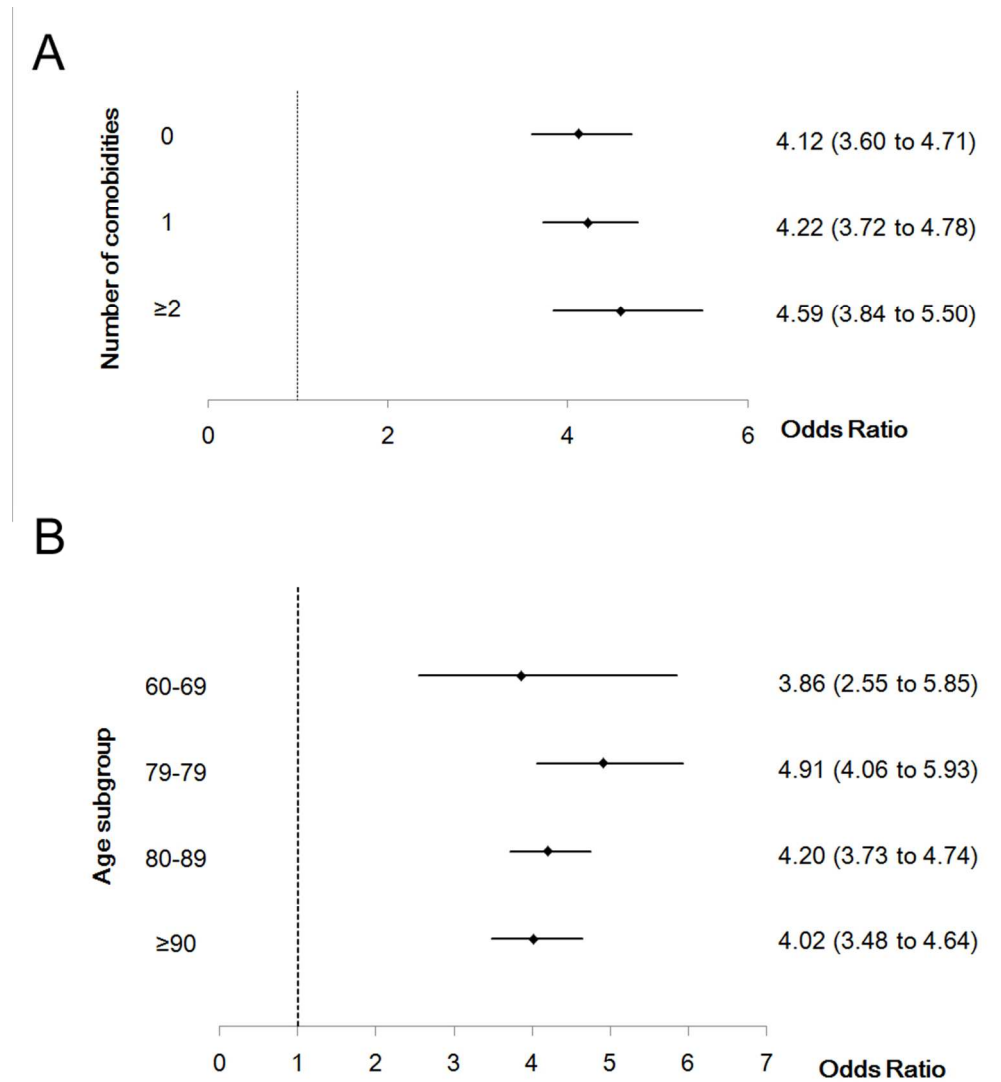 A
Number of comobidities
0
4.12 (3.60 to 4.71)
1
4.22 (3.72 to 4.78)
≥2
4.59 (3.84 to 5.50)
0 2 4 6 Odds Ratio
B
Age subgroup
60-69
3.86 (2.55 to 5.85)
79-79
4.91 (4.06 to 5.93)
80-89
4.20 (3.73 to 4.74)
≥90
4.02 (3.48 to 4.64)
0 1 2 3 4 5 6 7 Odds Ratio